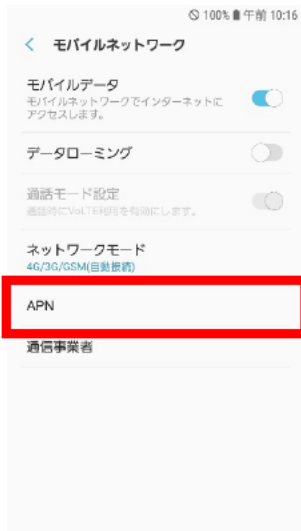 100% 午前 10:16
< モバイルネットワーク
モバイルデータ
モバイルネットワークでインターネットに
アクセスします。
データローミング
通話モード設定
通話時にVoLTE利用を有効にします。
ネットワークモード
4G/3G/GSM(自動接続)
APN
通信事業者